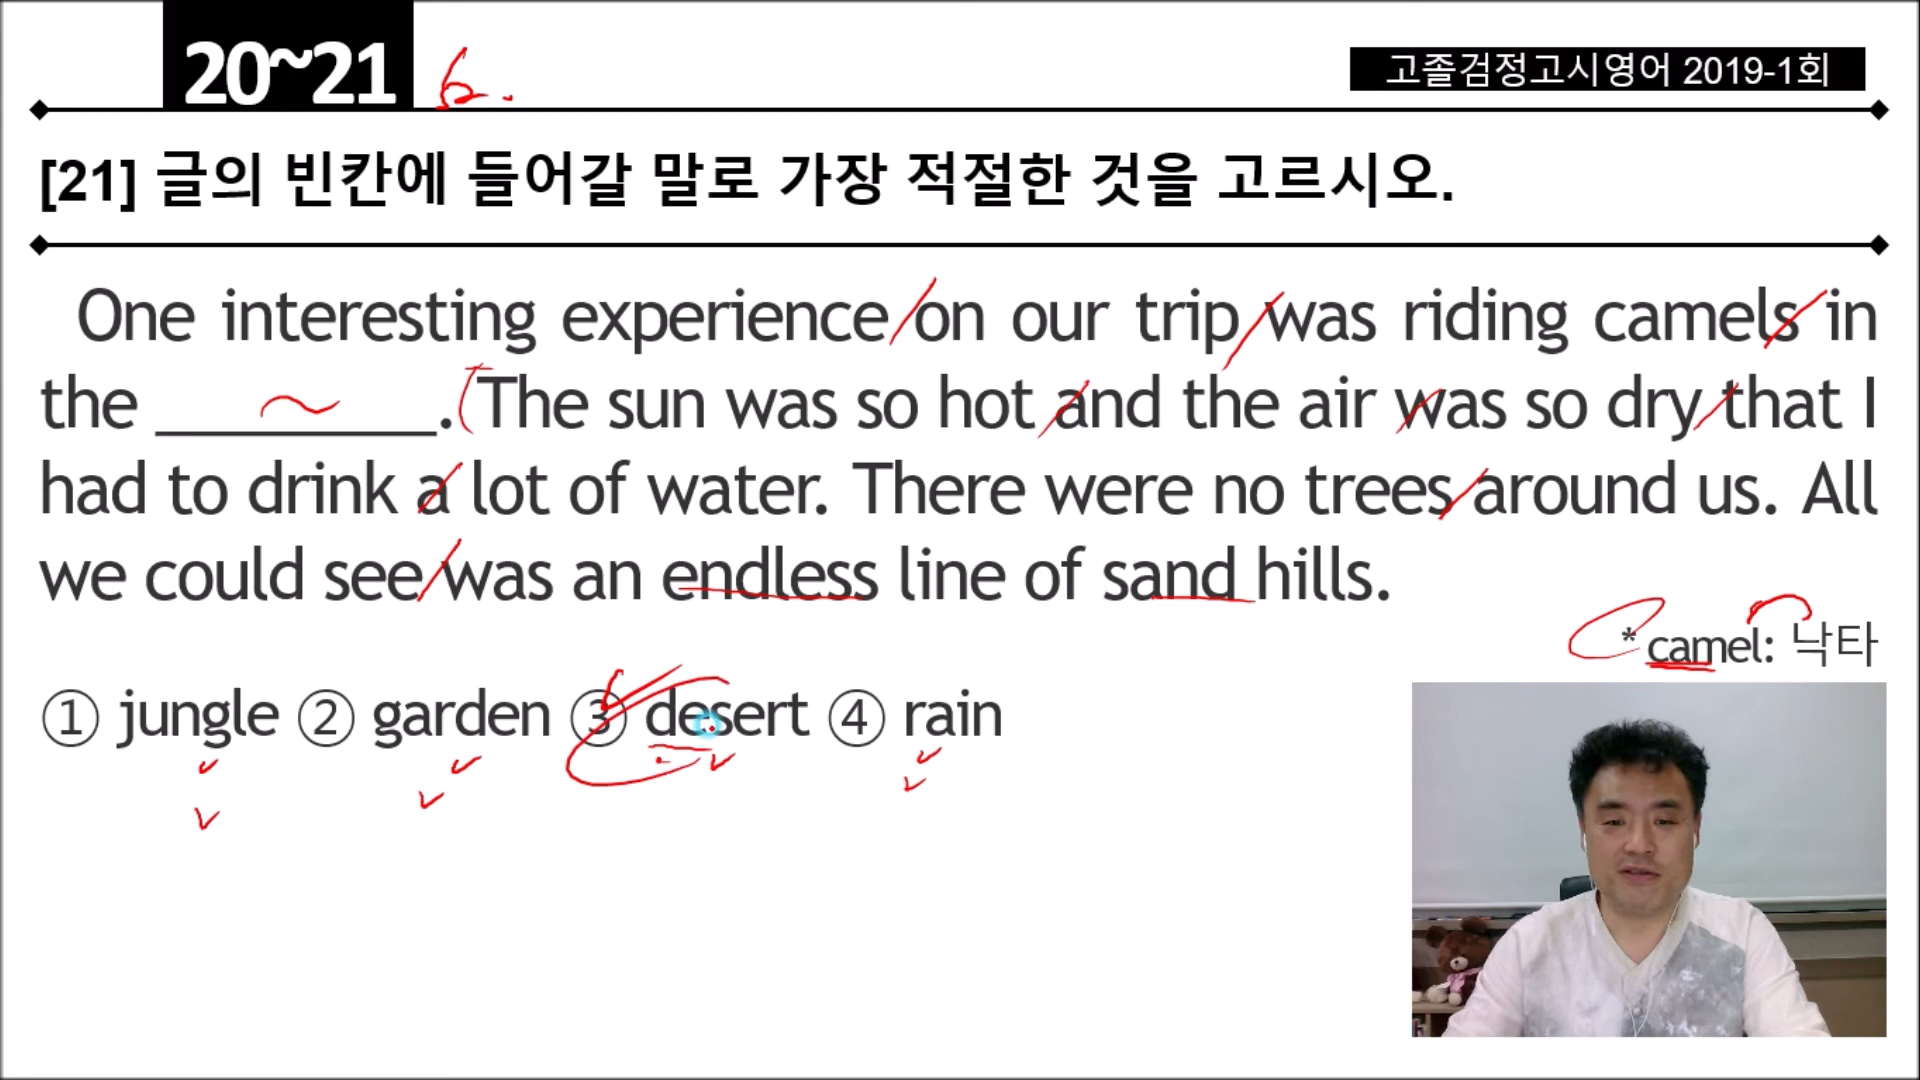 20~21 6.
고졸검정고시영어 2019-1회
[21] 글의 빈칸에 들어갈 말로 가장 적절한 것을 고르시오.
One interesting experience on our trip was riding camels in
the __________. The sun was so hot and the air was so dry that I
had to drink a lot of water. There were no trees around us. All
we could see was an endless line of sand hills.
* camel: 낙타
① jungle ② garden ③ desert ④ rain